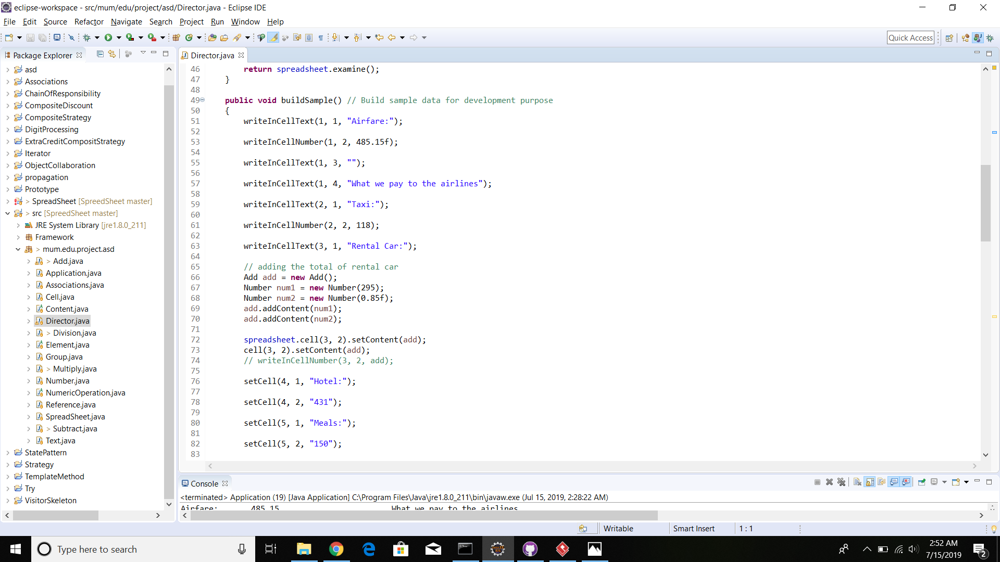 eclipse-workspace - src/mum/edu/project/asd/Director.java - Eclipse IDE
File Edit Source Refactor Navigate Search Project Run Window Help
Quick Access
Package Explorer
asd
Associations
ChainOfResponsibility
CompositeDiscount
CompositeStrategy
DigitProcessing
ExtraCreditCompositStrategy
Iterator
ObjectCollaboration
propagation
Prototype
> SpreadSheet [SpreedSheet master]
> src [SpreedSheet master]
JRE System Library [jre1.8.0_211]
Framework
> mum.edu.project.asd
> Add.java
Application.java
Associations.java
Cell.java
Content.java
Director.java
> Division.java
Element.java
Group.java
> Multiply.java
Number.java
NumericOperation.java
Reference.java
SpreadSheet.java
> Subtract.java
Text.java
StatePattern
Strategy
TemplateMethod
Try
VisitorSkeleton
Director.java
46 return spreadsheet.examine();
47 }
48
49 public void buildSample() // Build sample data for development purpose
50 {
51 writeInCellText(1, 1, "Airfare:");
52
53 writeInCellNumber(1, 2, 485.15f);
54
55 writeInCellText(1, 3, "");
56
57 writeInCellText(1, 4, "What we pay to the airlines");
58
59 writeInCellText(2, 1, "Taxi:");
60
61 writeInCellNumber(2, 2, 118);
62
63 writeInCellText(3, 1, "Rental Car:");
64
65 // adding the total of rental car
66 Add add = new Add();
67 Number num1 = new Number(295);
68 Number num2 = new Number(0.85f);
69 add.addContent(num1);
70 add.addContent(num2);
71
72 spreadsheet.cell(3, 2).setContent(add);
73 cell(3, 2).setContent(add);
74 // writeInCellNumber(3, 2, add);
75
76 setCell(4, 1, "Hotel:");
77
78 setCell(4, 2, "431");
79
80 setCell(5, 1, "Meals:");
81
82 setCell(5, 2, "150");
83
Console
<terminated> Application (19) [Java Application] C:\Program Files\Java\jre1.8.0_211\bin\javaw.exe (Jul 15, 2019, 2:28:22 AM)
Airfare: 485.15 What we pay to the airlines
Writable Smart Insert 1 : 1
Type here to search
2:52 AM
7/15/2019
2